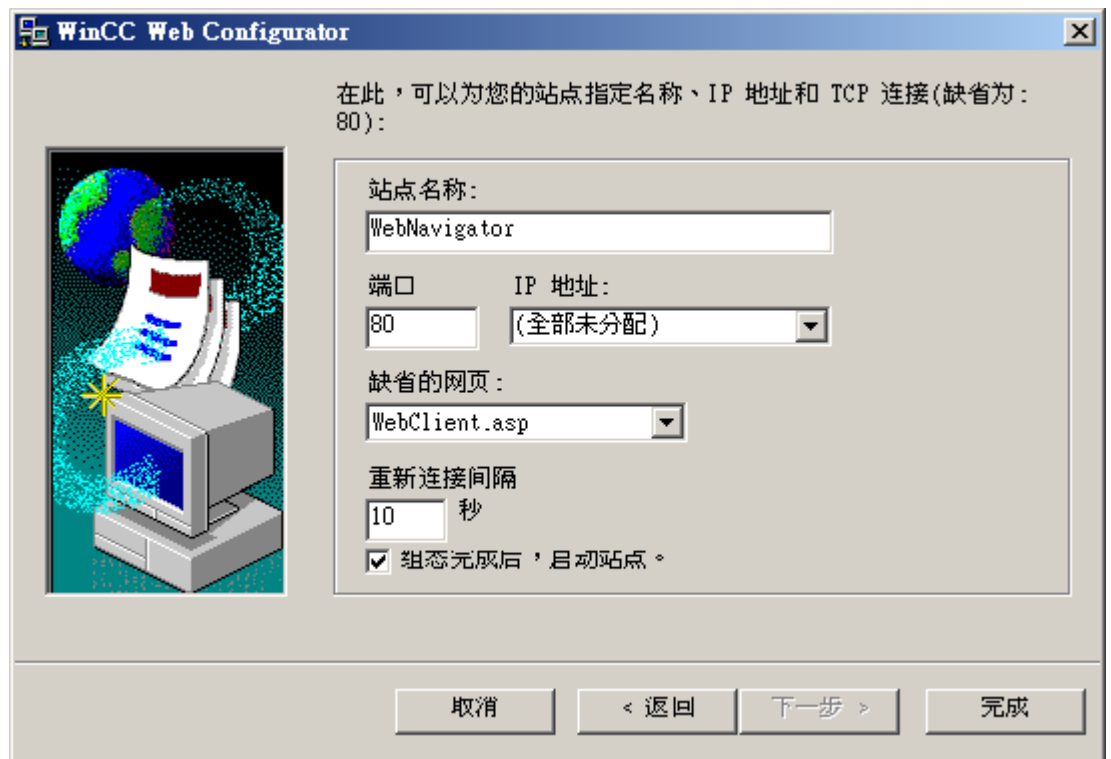 WinCC Web Configurator
在此，可以为您的站点指定名称、IP 地址和 TCP 连接(缺省为:
80):
站点名称:
WebNavigator
端口 IP 地址:
80 (全部未分配)
缺省的网页:
WebClient.asp
重新连接间隔
10 秒
组态完成后，启动站点。
取消 < 返回 下一步 > 完成